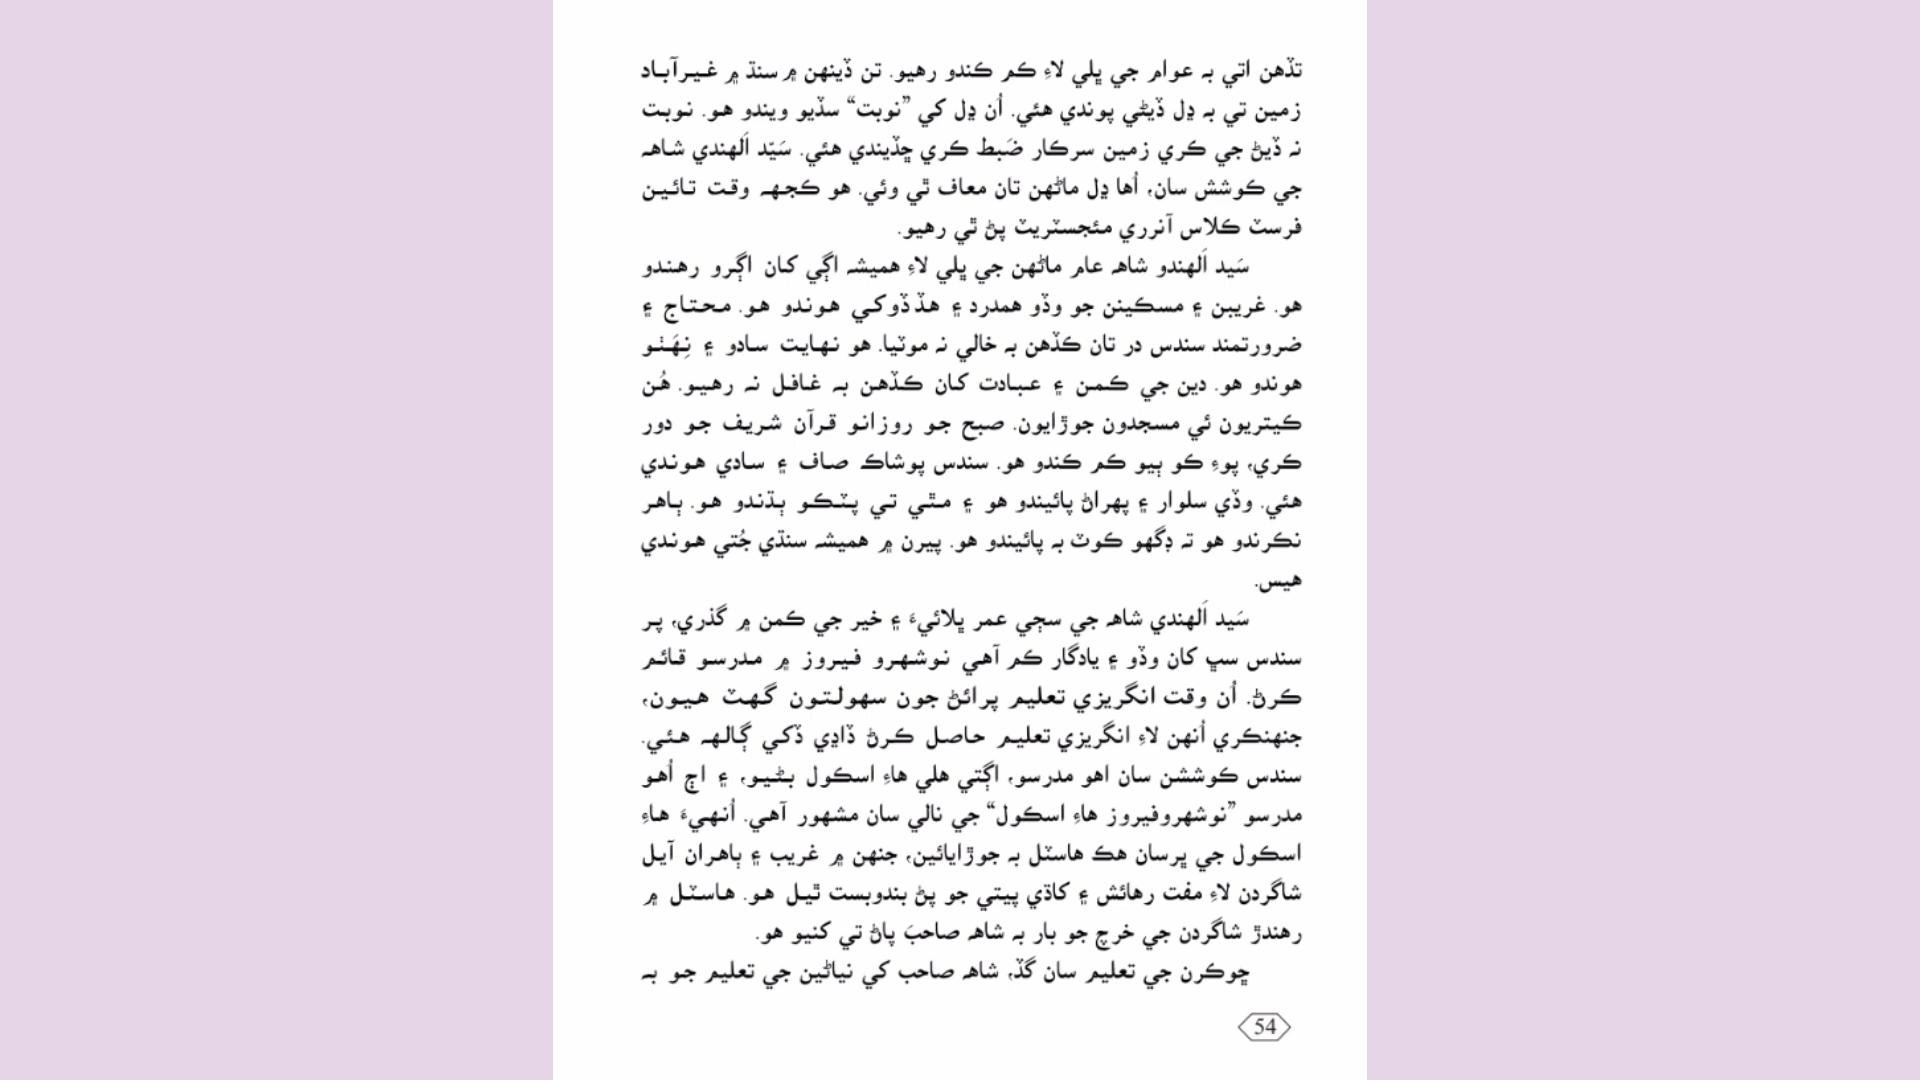 تڏهن اتي بہ عوام جي ڀلي لاءِ ڪم ڪندو رهيو. تن ڏينهن ۾ سنڌ ۾ غيرآباد
زمين تي بہ ڍل ڏيڻي پوندي هئي. اُن ڍل کي ”نوبت“ سڏيو ويندو هو. نوبت
نہ ڏيڻ جي ڪري زمين سرڪار ضَبط ڪري ڇڏيندي هئي. سَيّد اَلهندي شاهہ
جي ڪوشش سان، اُها ڍل ماڻهن تان معاف ٿي وئي. هو ڪجهہ وقت تائين
فرسٽ ڪلاس آنرري مئجسٽريٽ پڻ ٿي رهيو.
سَيد اَلهندو شاهہ عام ماڻهن جي ڀلي لاءِ هميشہ اڳي کان اڳرو رهندو
هو. غريبن ۽ مسڪينن جو وڏو همدرد ۽ هڏڏوکي هوندو هو. محتاج ۽
ضرورتمند سندس در تان ڪڏهن بہ خالي نہ موٽيا. هو نهايت سادو ۽ نِهَٺو
هوندو هو. دين جي ڪمن ۽ عبادت کان ڪڏهن بہ غافل نہ رهيو. هُن
ڪيتريون ئي مسجدون جوڙايون. صبح جو روزانو قرآن شريف جو دور
ڪري، پوءِ ڪو ٻيو ڪم ڪندو هو. سندس پوشاڪ صاف ۽ سادي هوندي
هئي. وڏي سلوار ۽ پهراڻ پائيندو هو ۽ مٿي تي پٽڪو ٻڌندو هو. ٻاهر
نڪرندو هو تہ ڊگهو ڪوٽ بہ پائيندو هو. پيرن ۾ هميشہ سنڌي جُتي هوندي
هيس.
سَيد اَلهندي شاهہ جي سڄي عمر ڀلائيءَ ۽ خير جي ڪمن ۾ گذري، پر
سندس سڀ کان وڏو ۽ يادگار ڪم آهي نوشهرو فيروز ۾ مدرسو قائم
ڪرڻ. اُن وقت انگريزي تعليم پرائڻ جون سهولتون گهٽ هيون،
جنهنڪري اُنهن لاءِ انگريزي تعليم حاصل ڪرڻ ڏاڍي ڏکي ڳالهہ هئي.
سندس ڪوششن سان اهو مدرسو، اڳتي هلي هاءِ اسڪول بڻيو، ۽ اڄ اُهو
مدرسو ”نوشهروفيروز هاءِ اسڪول“ جي نالي سان مشهور آهي. اُنهيءَ هاءِ
اسڪول جي ڀرسان هڪ هاسٽل بہ جوڙايائين، جنهن ۾ غريب ۽ ٻاهران آيل
شاگردن لاءِ مفت رهائش ۽ کاڌي پيتي جو پڻ بندوبست ٿيل هو. هاسٽل ۾
رهندڙ شاگردن جي خرچ جو بار بہ شاهہ صاحبَ پاڻ تي کنيو هو.
ڇوڪرن جي تعليم سان گڏ، شاهہ صاحب کي نياڻين جي تعليم جو بہ
54